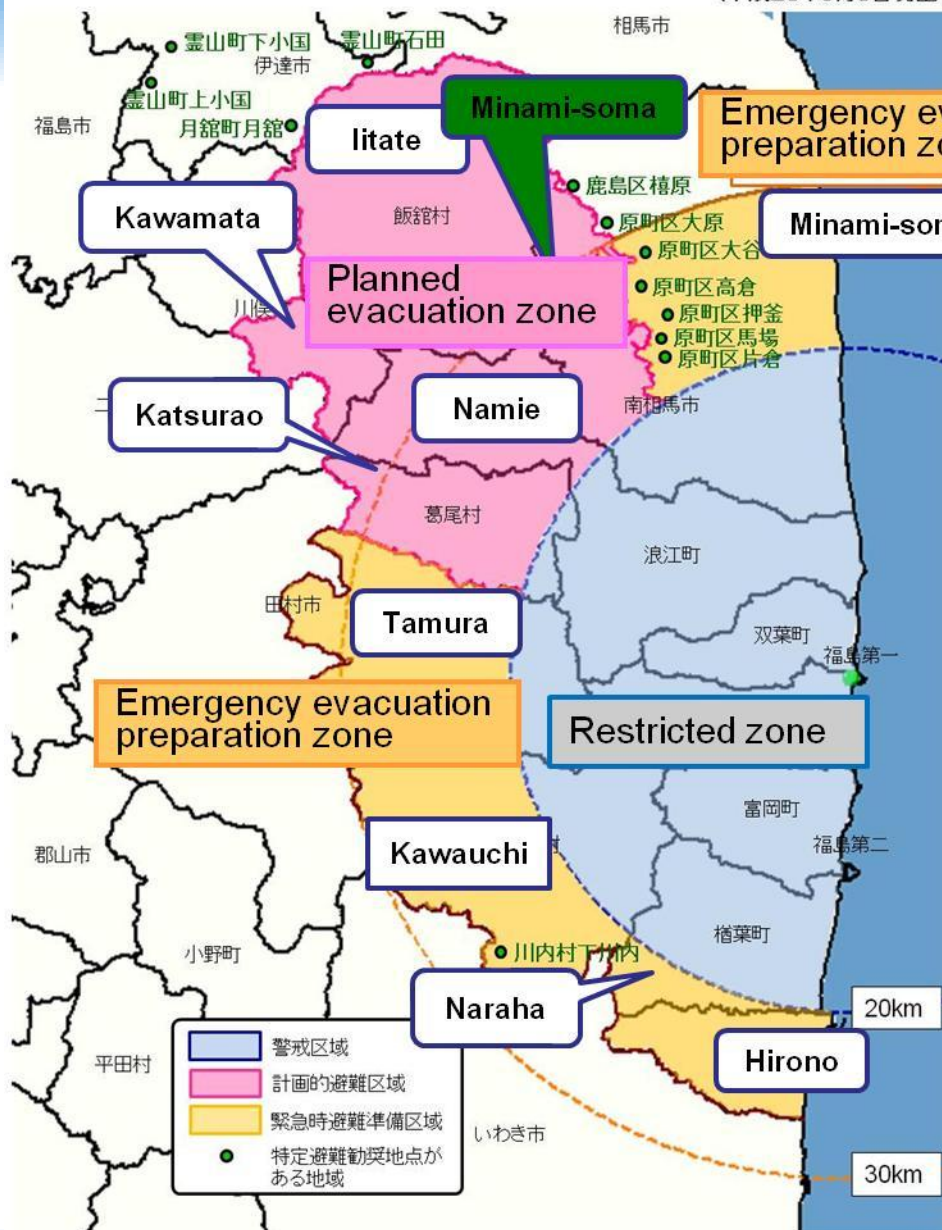 相馬市
霊山町下小国
霊山町石田
伊達市
霊山町上小国
福島市
月舘町月舘
Iitate
Minami-soma
Emergency ev
preparation zo
鹿島区橲原
Kawamata
飯舘村
原町区大原
Minami-som
原町区大谷
Planned
evacuation zone
原町区高倉
原町区押釜
原町区馬場
原町区片倉
Katsurao
Namie
南相馬市
葛尾村
浪江町
田村市
Tamura
双葉町
福島第一
Emergency evacuation
preparation zone
Restricted zone
富岡町
郡山市
Kawauchi
福島第二
楢葉町
小野町
川内村下川内
Naraha
20km
平田村
Hirono
警戒区域
計画的避難区域
緊急時避難準備区域
特定避難勧奨地点が
ある地域
いわき市
30km